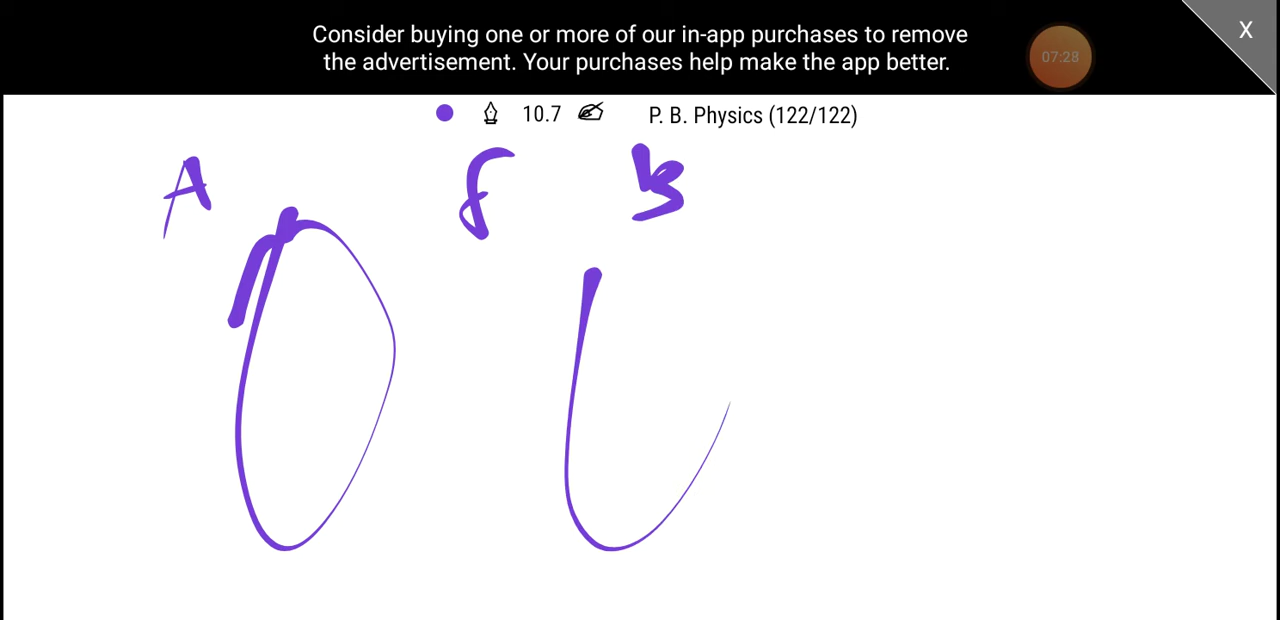 Consider buying one or more of our in-app purchases to remove
the advertisement. Your purchases help make the app better.
X
07:28
10.7 P. B. Physics (122/122)
A f B